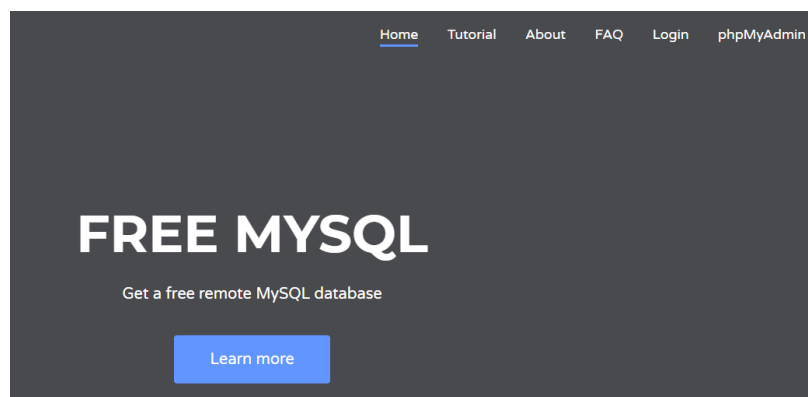 Home Tutorial About FAQ Login phpMyAdmin
FREE MYSQL
Get a free remote MySQL database
Learn more